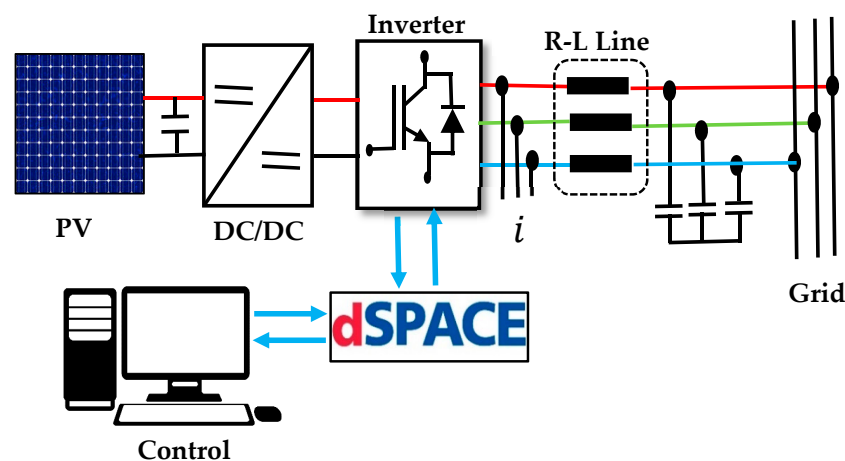 Inverter
R-L Line
PV
DC/DC
i
Grid
dSPACE
Control